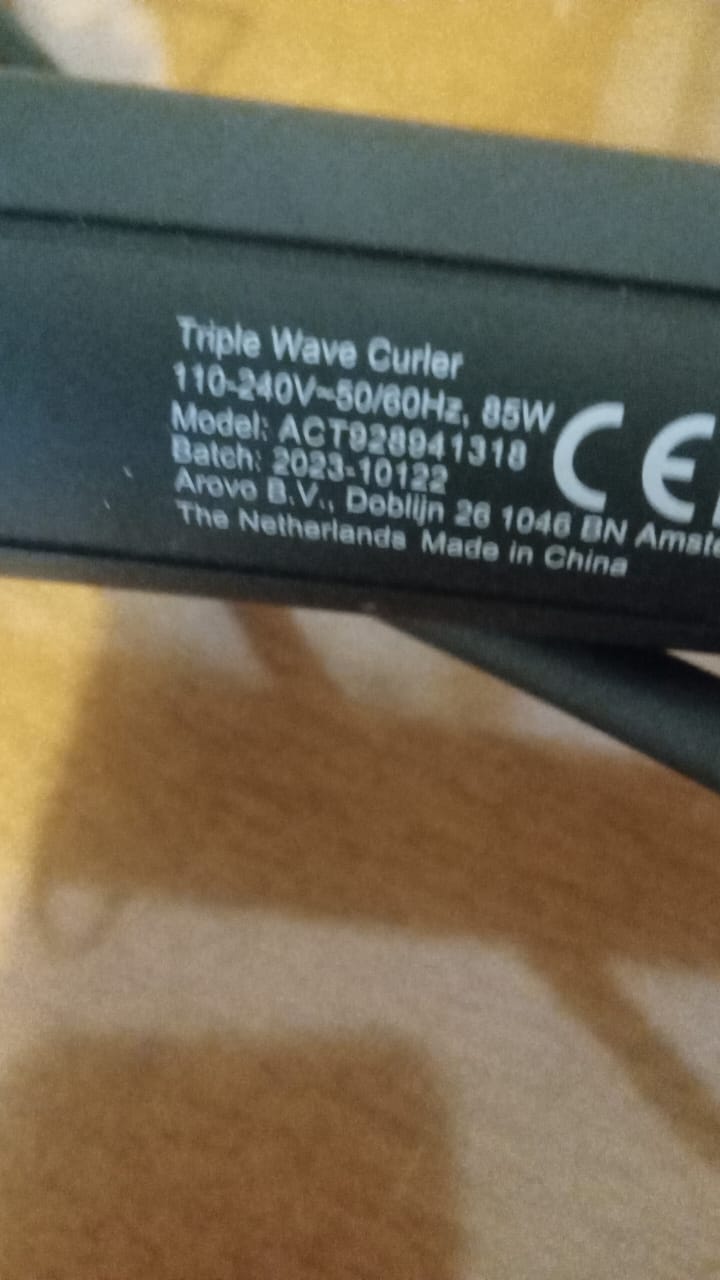 Triple Wave Curler
110-240V~50/60Hz, 85W
Model: ACT928941318
Batch: 2023-10122
Arovo B.V., Doblijn 26 1046 BN Amste
The Netherlands Made in China
CE